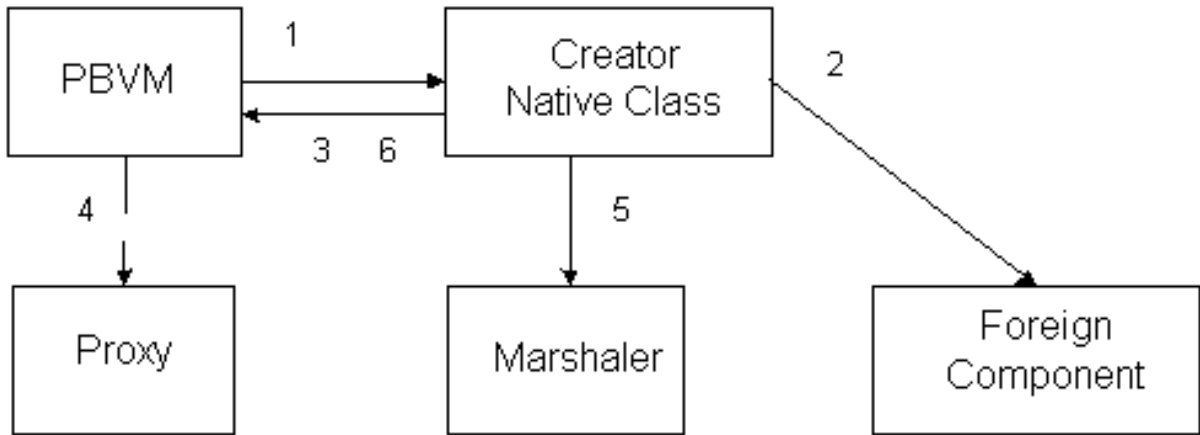 PBVM
1
Creator
Native Class
2
3 6
4
5
Proxy
Marshaler
Foreign
Component